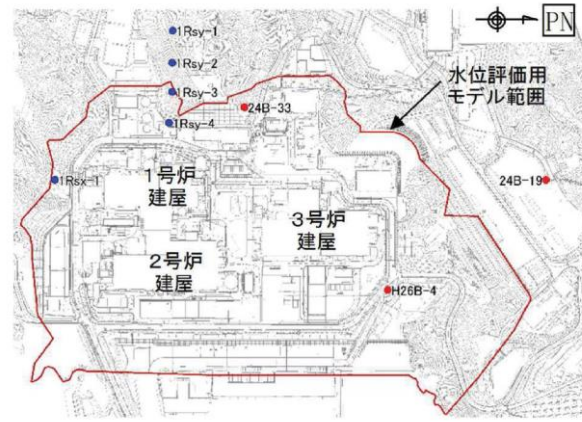 PN
1Rsy-1
1Rsy-2
水位評価用
モデル範囲
1Rsy-3
24B-33
1Rsy-4
1Rsx-1
24B-19
1号炉
建屋
3号炉
建屋
2号炉
建屋
H26B-4